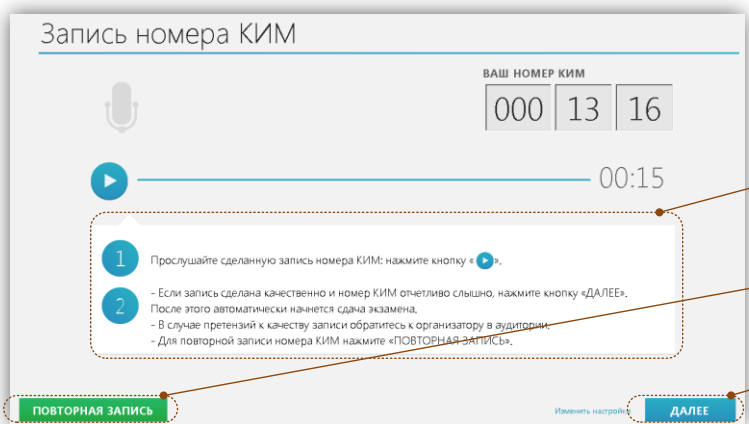 Запись номера КИМ
ВАШ НОМЕР КИМ
000 13 16
00:15
1 Прослушайте сделанную запись номера КИМ: нажмите кнопку « ».
2 - Если запись сделана качественно и номер КИМ отчетливо слышно, нажмите кнопку «ДАЛЕЕ».
После этого автоматически начнется сдача экзамена.
- В случае претензий к качеству записи обратитесь к организатору в аудитории.
- Для повторной записи номера КИМ нажмите «ПОВТОРНАЯ ЗАПИСЬ».
ПОВТОРНАЯ ЗАПИСЬ
Изменить настройки
ДАЛЕЕ